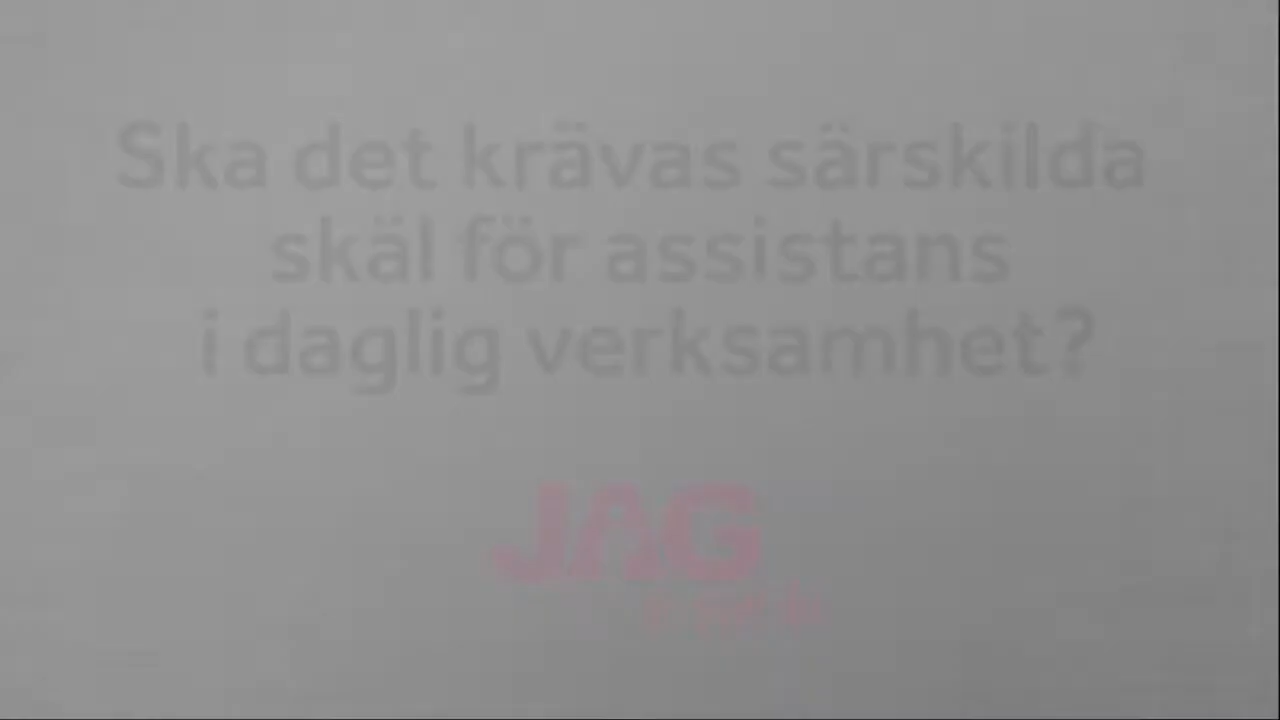 Ska det krävas särskilda
skäl för assistans
i daglig verksamhet?
JAG